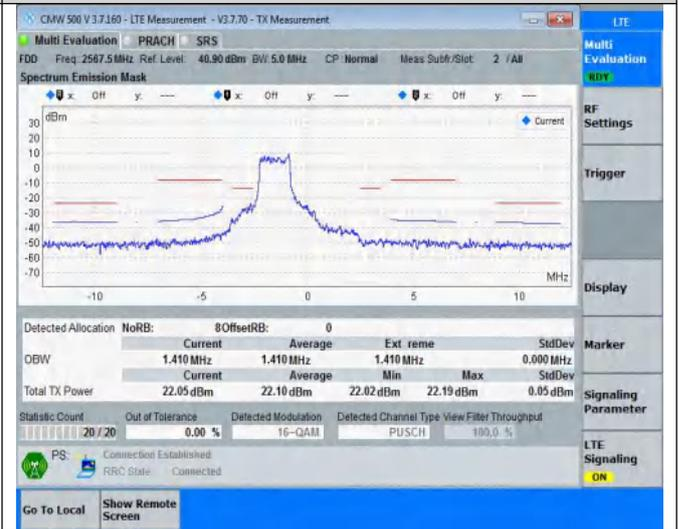 CMW 500 V 3.7.160 - LTE Measurement - V3.7.70 - TX Measurement
LTE
Multi Evaluation PRACH SRS
Multi Evaluation
RDY
FDD Freq: 2567.5 MHz Ref. Level: 40.90 dBm BW: 5.0 MHz CP: Normal Meas Subfr./Slot: 2 / All
Spectrum Emission Mask
x: Off y: --- x: Off y: --- x: Off y: ---
dBm
Current
30
20
10
0
-10
-20
-30
-40
-50
-60
-70
MHz
-10 -5 0 5 10
RF Settings
Trigger
Display
Marker
Signaling Parameter
LTE Signaling
ON
Detected Allocation NoRB: 8 OffsetRB: 0
Current Average Extreme StdDev
OBW 1.410 MHz 1.410 MHz 1.410 MHz 0.000 MHz
Current Average Min Max StdDev
Total TX Power 22.05 dBm 22.10 dBm 22.02 dBm 22.19 dBm 0.05 dBm
Statistic Count Out of Tolerance Detected Modulation Detected Channel Type View Filter Throughput
20 / 20 0.00 % 16-QAM PUSCH 100.0 %
PS: Connection Established
RRC State: Connected
Go To Local
Show Remote Screen